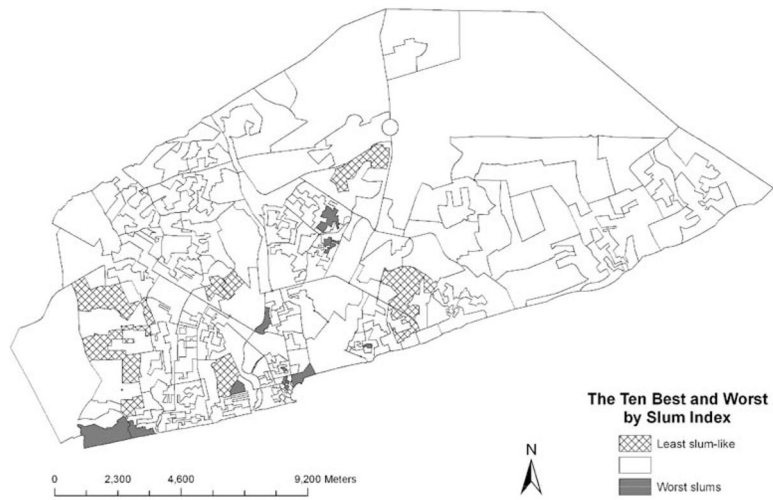 The Ten Best and Worst
by Slum Index
Least slum-like
Worst slums
N
0 2,300 4,600 9,200 Meters